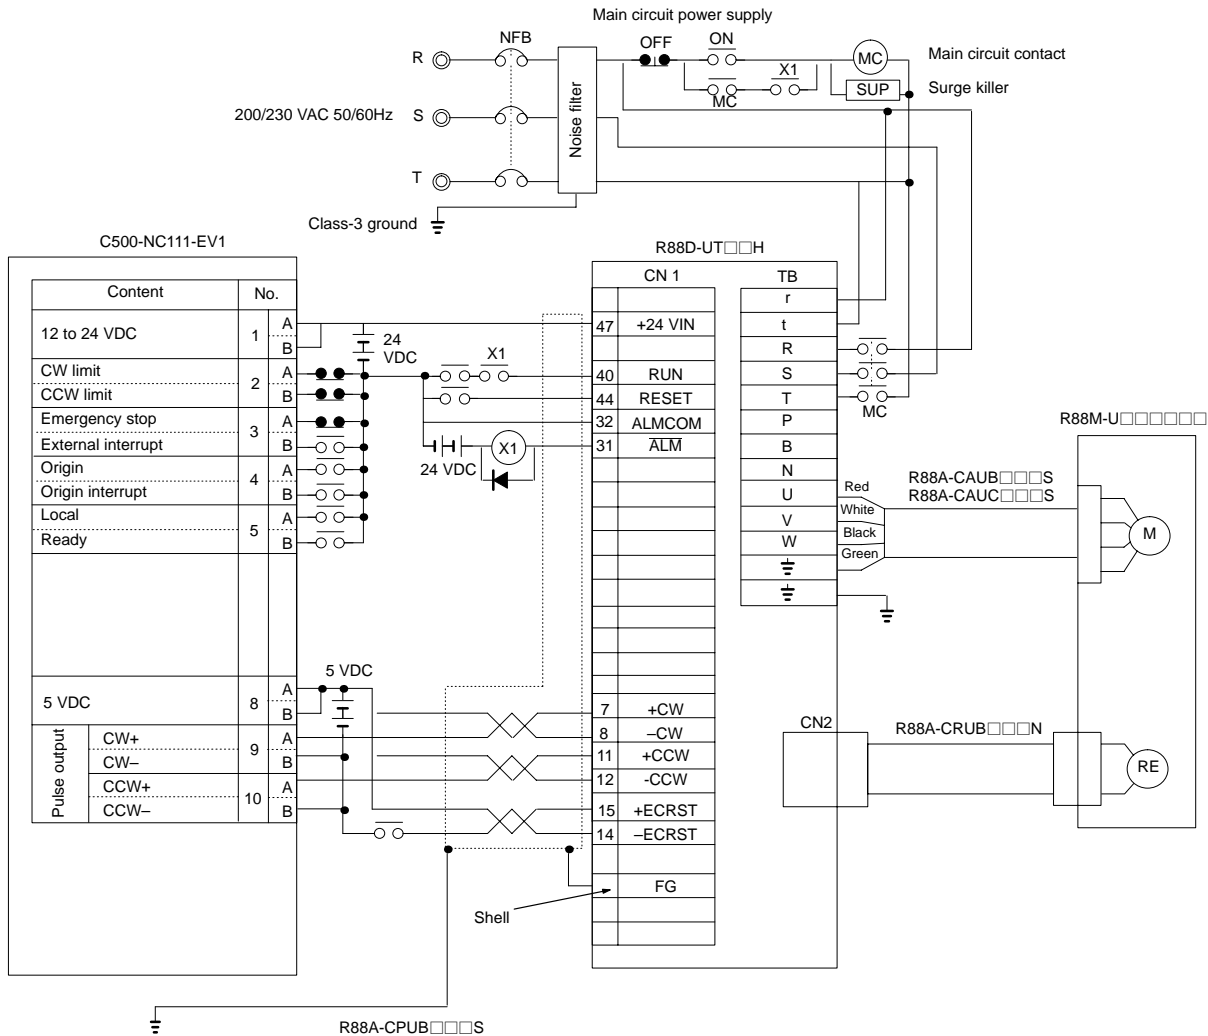 Main circuit power supply
NFB
OFF
ON
R
MC
Main circuit contact
X1
MC
SUP
Surge killer
Noise filter
200/230 VAC 50/60Hz
S
T
Class-3 ground
C500-NC111-EV1
Content No.
12 to 24 VDC 1 A
B
CW limit 2 A
CCW limit B
Emergency stop 3 A
External interrupt B
Origin 4 A
Origin interrupt B
Local 5 A
Ready B
5 VDC 8 A
B
Pulse output
CW+ 9 A
CW– B
CCW+ 10 A
CCW– B
24
VDC
X1
24 VDC
X1
5 VDC
R88D-UT□□H
CN 1
47 +24 VIN
40 RUN
44 RESET
32 ALMCOM
31 ALM
7 +CW
8 –CW
11 +CCW
12 -CCW
15 +ECRST
14 –ECRST
FG
Shell
TB
r
t
R
S
T
P
B
N
U
V
W
MC
Red
White
Black
Green
R88A-CAUB□□□S
R88A-CAUC□□□S
R88M-U□□□□□□
M
CN2
R88A-CRUB□□□N
RE
R88A-CPUB□□□S